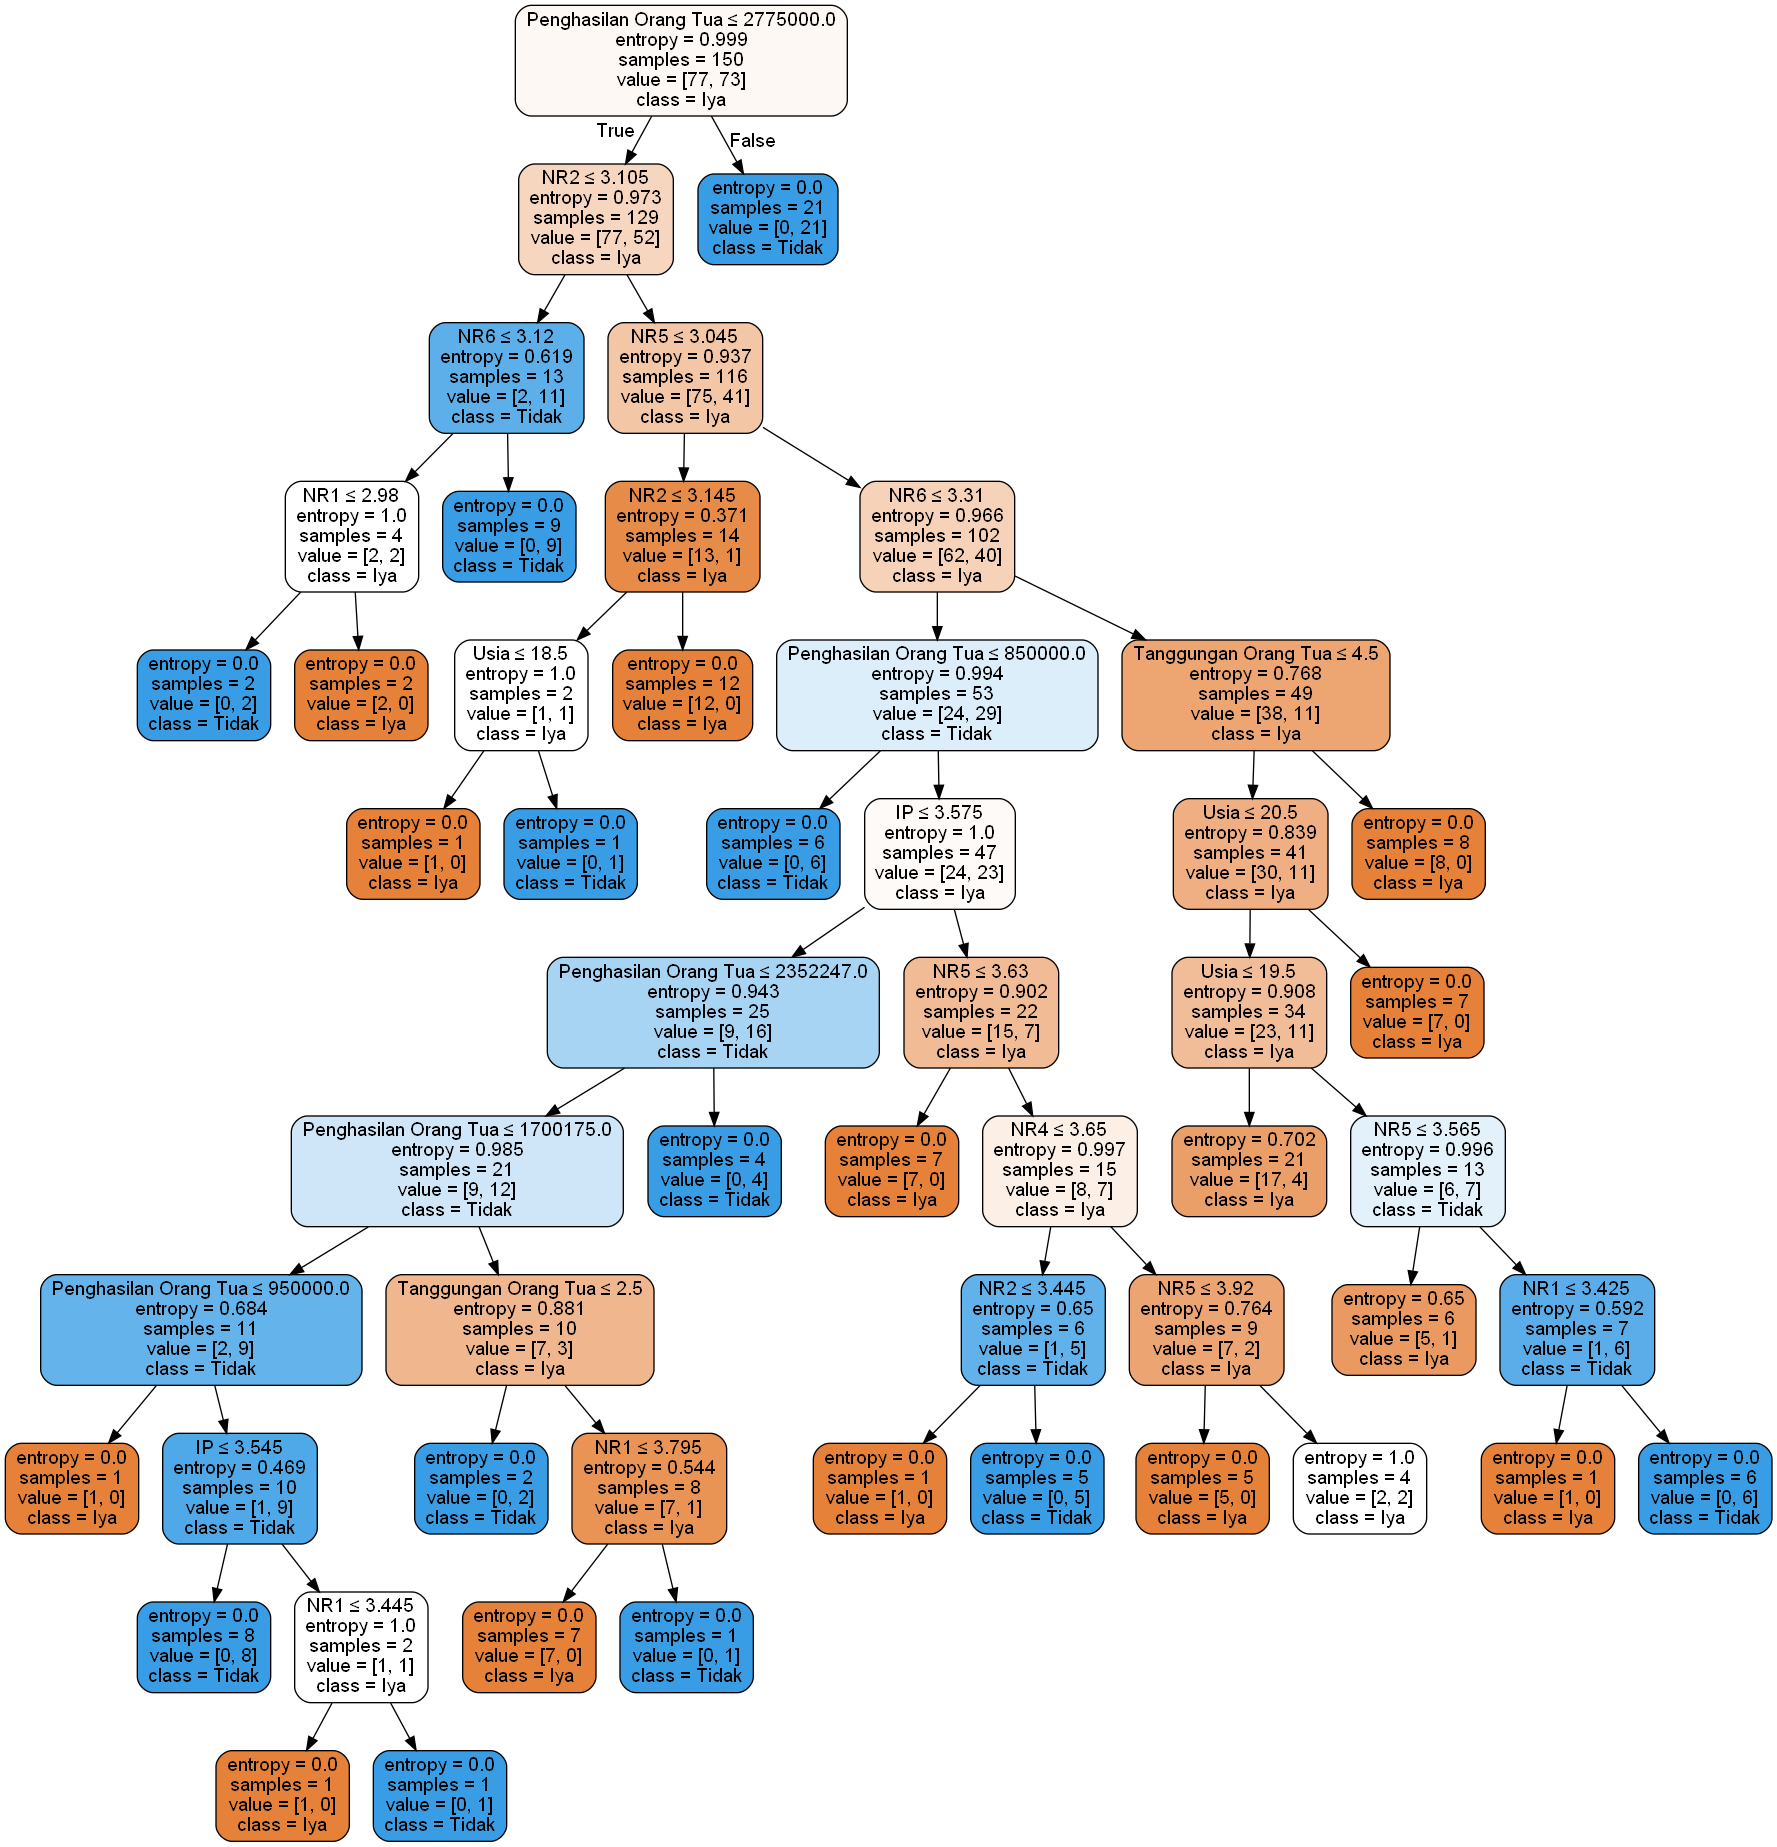 Penghasilan Orang Tua ≤ 2775000.0
entropy = 0.999
samples = 150
value = [77, 73]
class = Iya
True
False
NR2 ≤ 3.105
entropy = 0.973
samples = 129
value = [77, 52]
class = Iya
entropy = 0.0
samples = 21
value = [0, 21]
class = Tidak
NR6 ≤ 3.12
entropy = 0.619
samples = 13
value = [2, 11]
class = Tidak
NR5 ≤ 3.045
entropy = 0.937
samples = 116
value = [75, 41]
class = Iya
NR1 ≤ 2.98
entropy = 1.0
samples = 4
value = [2, 2]
class = Iya
entropy = 0.0
samples = 9
value = [0, 9]
class = Tidak
NR2 ≤ 3.145
entropy = 0.371
samples = 14
value = [13, 1]
class = Iya
NR6 ≤ 3.31
entropy = 0.966
samples = 102
value = [62, 40]
class = Iya
entropy = 0.0
samples = 2
value = [0, 2]
class = Tidak
entropy = 0.0
samples = 2
value = [2, 0]
class = Iya
Usia ≤ 18.5
entropy = 1.0
samples = 2
value = [1, 1]
class = Iya
entropy = 0.0
samples = 12
value = [12, 0]
class = Iya
Penghasilan Orang Tua ≤ 850000.0
entropy = 0.994
samples = 53
value = [24, 29]
class = Tidak
Tanggungan Orang Tua ≤ 4.5
entropy = 0.768
samples = 49
value = [38, 11]
class = Iya
entropy = 0.0
samples = 1
value = [1, 0]
class = Iya
entropy = 0.0
samples = 1
value = [0, 1]
class = Tidak
entropy = 0.0
samples = 6
value = [0, 6]
class = Tidak
IP ≤ 3.575
entropy = 1.0
samples = 47
value = [24, 23]
class = Iya
Usia ≤ 20.5
entropy = 0.839
samples = 41
value = [30, 11]
class = Iya
entropy = 0.0
samples = 8
value = [8, 0]
class = Iya
Penghasilan Orang Tua ≤ 2352247.0
entropy = 0.943
samples = 25
value = [9, 16]
class = Tidak
NR5 ≤ 3.63
entropy = 0.902
samples = 22
value = [15, 7]
class = Iya
Usia ≤ 19.5
entropy = 0.908
samples = 34
value = [23, 11]
class = Iya
entropy = 0.0
samples = 7
value = [7, 0]
class = Iya
Penghasilan Orang Tua ≤ 1700175.0
entropy = 0.985
samples = 21
value = [9, 12]
class = Tidak
entropy = 0.0
samples = 4
value = [0, 4]
class = Tidak
entropy = 0.0
samples = 7
value = [7, 0]
class = Iya
NR4 ≤ 3.65
entropy = 0.997
samples = 15
value = [8, 7]
class = Iya
entropy = 0.702
samples = 21
value = [17, 4]
class = Iya
NR5 ≤ 3.565
entropy = 0.996
samples = 13
value = [6, 7]
class = Tidak
Penghasilan Orang Tua ≤ 950000.0
entropy = 0.684
samples = 11
value = [2, 9]
class = Tidak
Tanggungan Orang Tua ≤ 2.5
entropy = 0.881
samples = 10
value = [7, 3]
class = Iya
NR2 ≤ 3.445
entropy = 0.65
samples = 6
value = [1, 5]
class = Tidak
NR5 ≤ 3.92
entropy = 0.764
samples = 9
value = [7, 2]
class = Iya
entropy = 0.65
samples = 6
value = [5, 1]
class = Iya
NR1 ≤ 3.425
entropy = 0.592
samples = 7
value = [1, 6]
class = Tidak
entropy = 0.0
samples = 1
value = [1, 0]
class = Iya
IP ≤ 3.545
entropy = 0.469
samples = 10
value = [1, 9]
class = Tidak
entropy = 0.0
samples = 2
value = [0, 2]
class = Tidak
NR1 ≤ 3.795
entropy = 0.544
samples = 8
value = [7, 1]
class = Iya
entropy = 0.0
samples = 1
value = [1, 0]
class = Iya
entropy = 0.0
samples = 5
value = [0, 5]
class = Tidak
entropy = 0.0
samples = 5
value = [5, 0]
class = Iya
entropy = 1.0
samples = 4
value = [2, 2]
class = Iya
entropy = 0.0
samples = 1
value = [1, 0]
class = Iya
entropy = 0.0
samples = 6
value = [0, 6]
class = Tidak
entropy = 0.0
samples = 8
value = [0, 8]
class = Tidak
NR1 ≤ 3.445
entropy = 1.0
samples = 2
value = [1, 1]
class = Iya
entropy = 0.0
samples = 7
value = [7, 0]
class = Iya
entropy = 0.0
samples = 1
value = [0, 1]
class = Tidak
entropy = 0.0
samples = 1
value = [1, 0]
class = Iya
entropy = 0.0
samples = 1
value = [0, 1]
class = Tidak